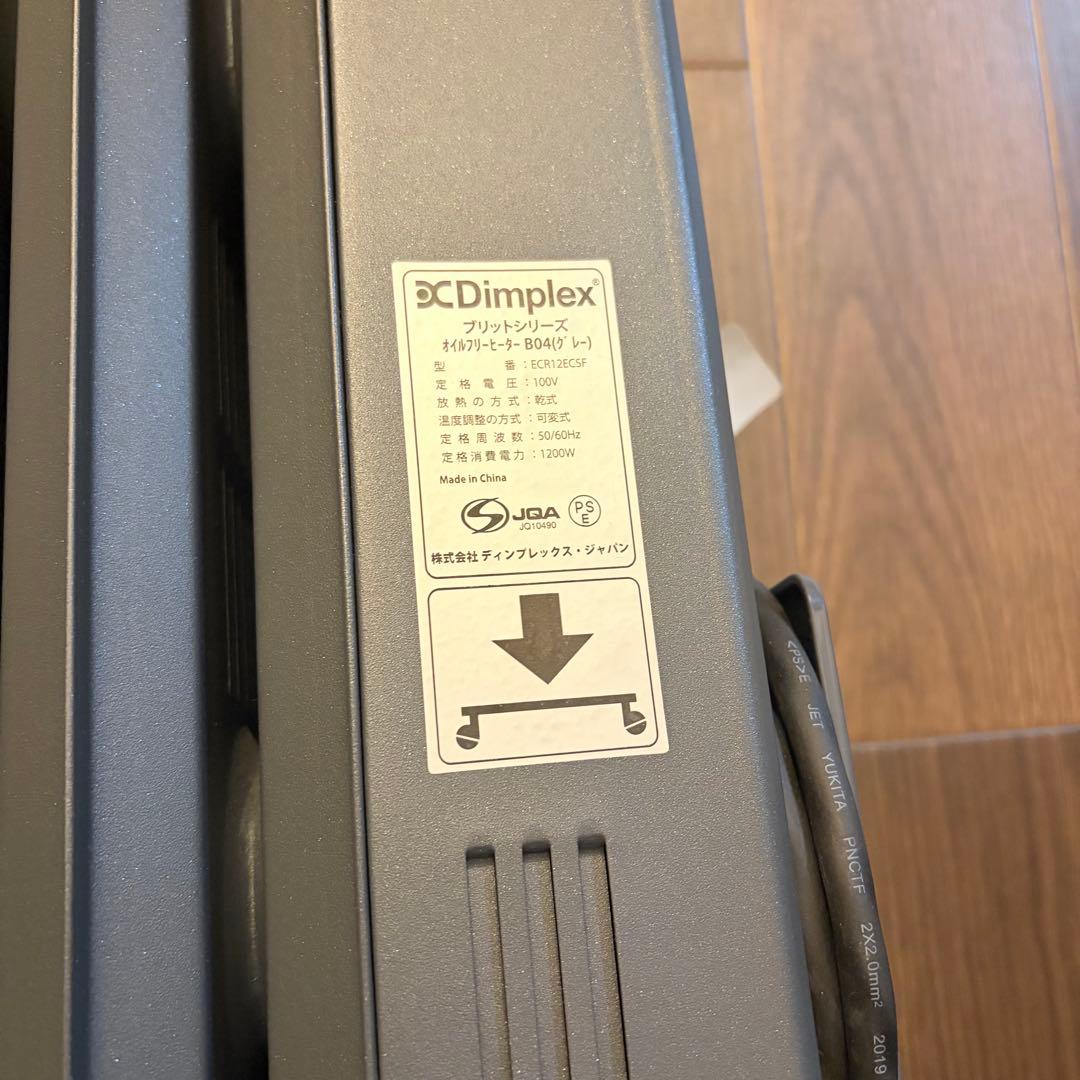 Dimplex®
ブリットシリーズ
ｵｲﾙﾌﾘｰﾋｰﾀｰ B04(ｸﾞﾚｰ)
型番：ECR12ECSF
定格電圧：100V
放熱の方式：乾式
温度調整の方式：可変式
定格周波数：50/60Hz
定格消費電力：1200W
Made in China
JQA
JQ10490
PS
E
株式会社 ディンプレックス・ジャパン
<PS>E JET YUKITA PNCTF 2X2.0mm² 2019